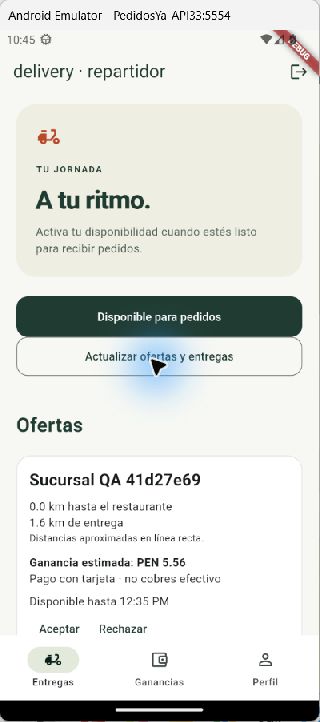 Android Emulator - PedidosYa_API33:5554
10:45
DEBUG
delivery · repartidor
TU JORNADA
A tu ritmo.
Activa tu disponibilidad cuando estés listo
para recibir pedidos.
Disponible para pedidos
Actualizar ofertas y entregas
Ofertas
Sucursal QA 41d27e69
0.0 km hasta el restaurante
1.6 km de entrega
Distancias aproximadas en línea recta.
Ganancia estimada: PEN 5.56
Pago con tarjeta · no cobres efectivo
Disponible hasta 12:35 PM
Aceptar Rechazar
Entregas Ganancias Perfil